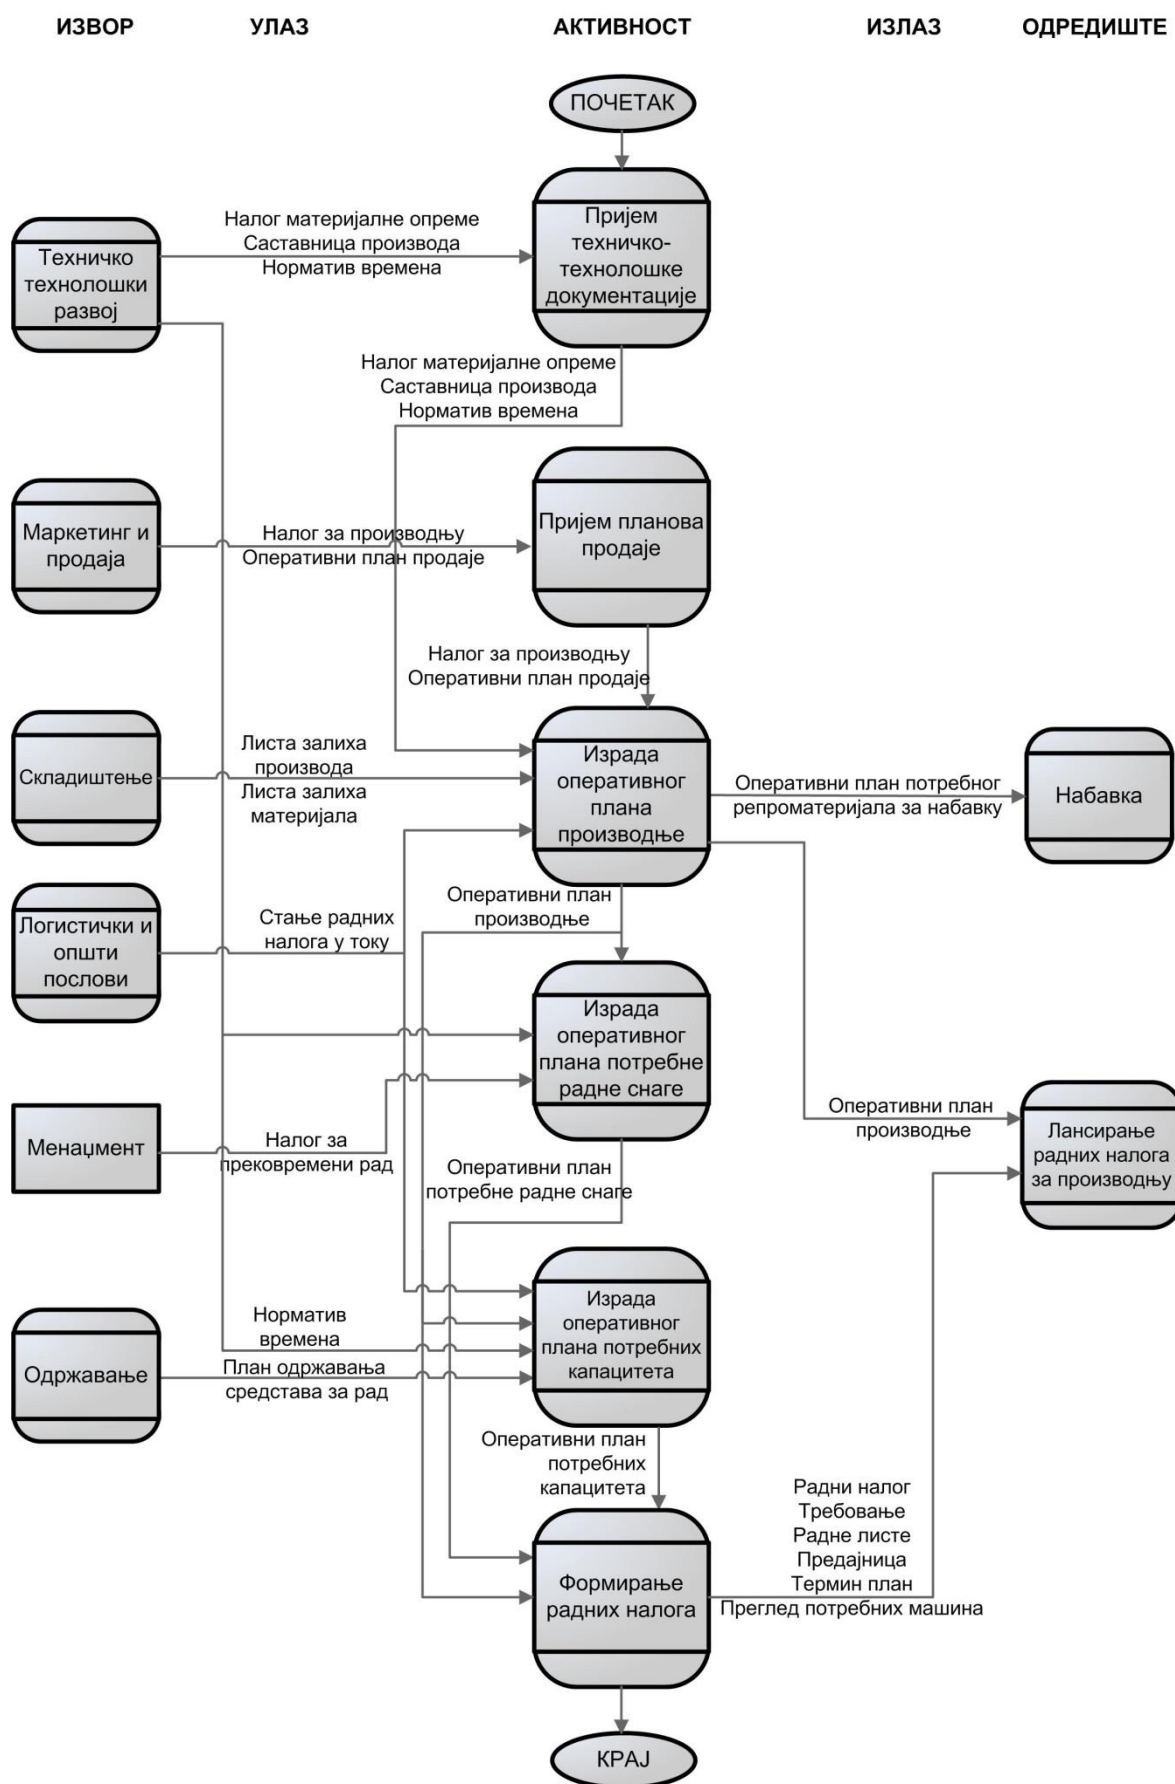 ИЗВОР УЛАЗ АКТИВНОСТ ИЗЛАЗ ОДРЕДИШТЕ
ПОЧЕТАК
Техничко
технолошки
развој
Налог материјалне опреме
Саставница производа
Норматив времена
Пријем
техничко-
технолошке
документације
Налог материјалне опреме
Саставница производа
Норматив времена
Маркетинг и
продаја
Налог за производњу
Оперативни план продаје
Пријем планова
продаје
Налог за производњу
Оперативни план продаје
Складиштење
Листа залиха
производа
Листа залиха
материјала
Израда
оперативног
плана
производње
Оперативни план потребног
репроматеријала за набавку
Набавка
Логистички и
општи
послови
Стање радних
налога у току
Оперативни план
производње
Израда
оперативног
плана потребне
радне снаге
Оперативни план
производње
Лансирање
радних налога
за производњу
Менаџмент
Налог за
прековремени рад
Оперативни план
потребне радне снаге
Одржавање
Норматив
времена
План одржавања
средстава за рад
Израда
оперативног
плана потребних
капацитета
Оперативни план
потребних
капацитета
Формирање
радних налога
Радни налог
Требовање
Радне листе
Предајница
Термин план
Преглед потребних машина
КРАЈ